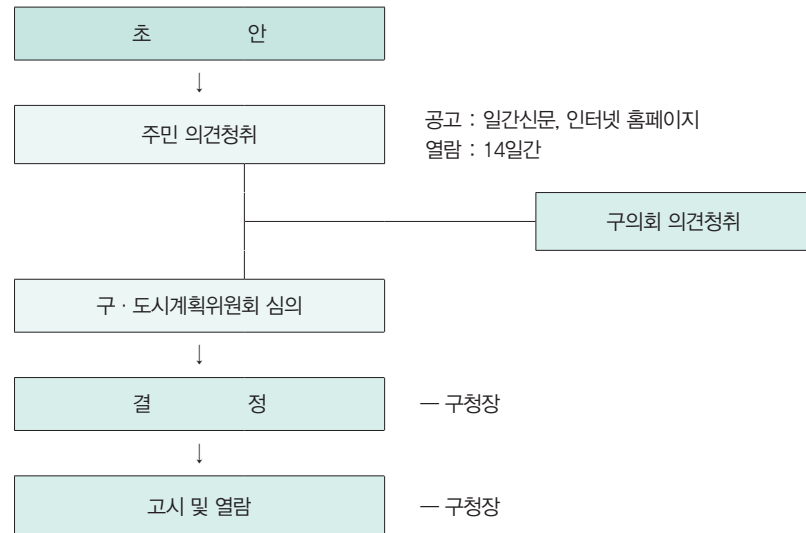 초 안
↓
주민 의견청취
공고 : 일간신문, 인터넷 홈페이지
열람 : 14일간
구의회 의견청취
구 · 도시계획위원회 심의
↓
결 정
— 구청장
↓
고시 및 열람
— 구청장